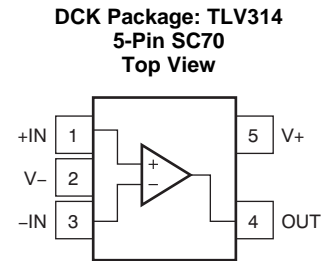 DCK Package: TLV314
5-Pin SC70
Top View
+IN 1 5 V+
+
V− 2
−
−IN 3 4 OUT